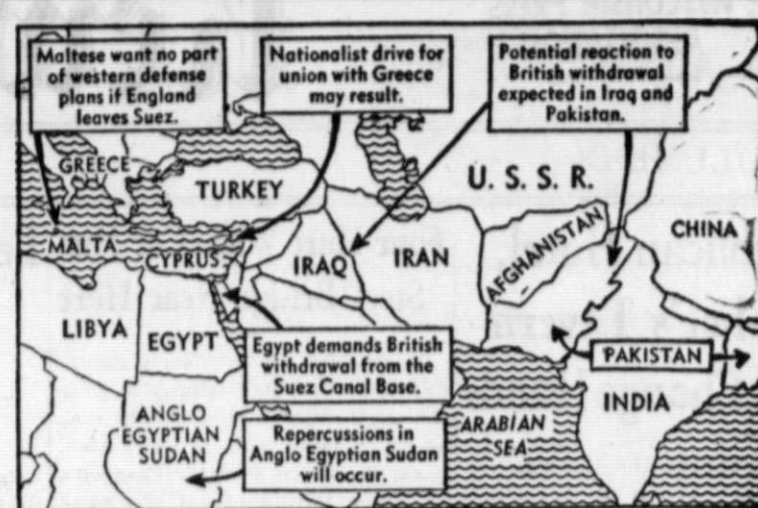 Maltese want no part
of western defense
plans if England
leaves Suez.
Nationalist drive for
union with Greece
may result.
Potential reaction to
British withdrawal
expected in Iraq and
Pakistan.
GREECE
TURKEY
U. S. S. R.
CHINA
MALTA
CYPRUS
IRAQ
IRAN
AFGHANISTAN
LIBYA
EGYPT
Egypt demands British
withdrawal from the
Suez Canal Base.
PAKISTAN
INDIA
ANGLO
EGYPTIAN
SUDAN
Repercussions in
Anglo Egyptian Sudan
will occur.
ARABIAN
SEA